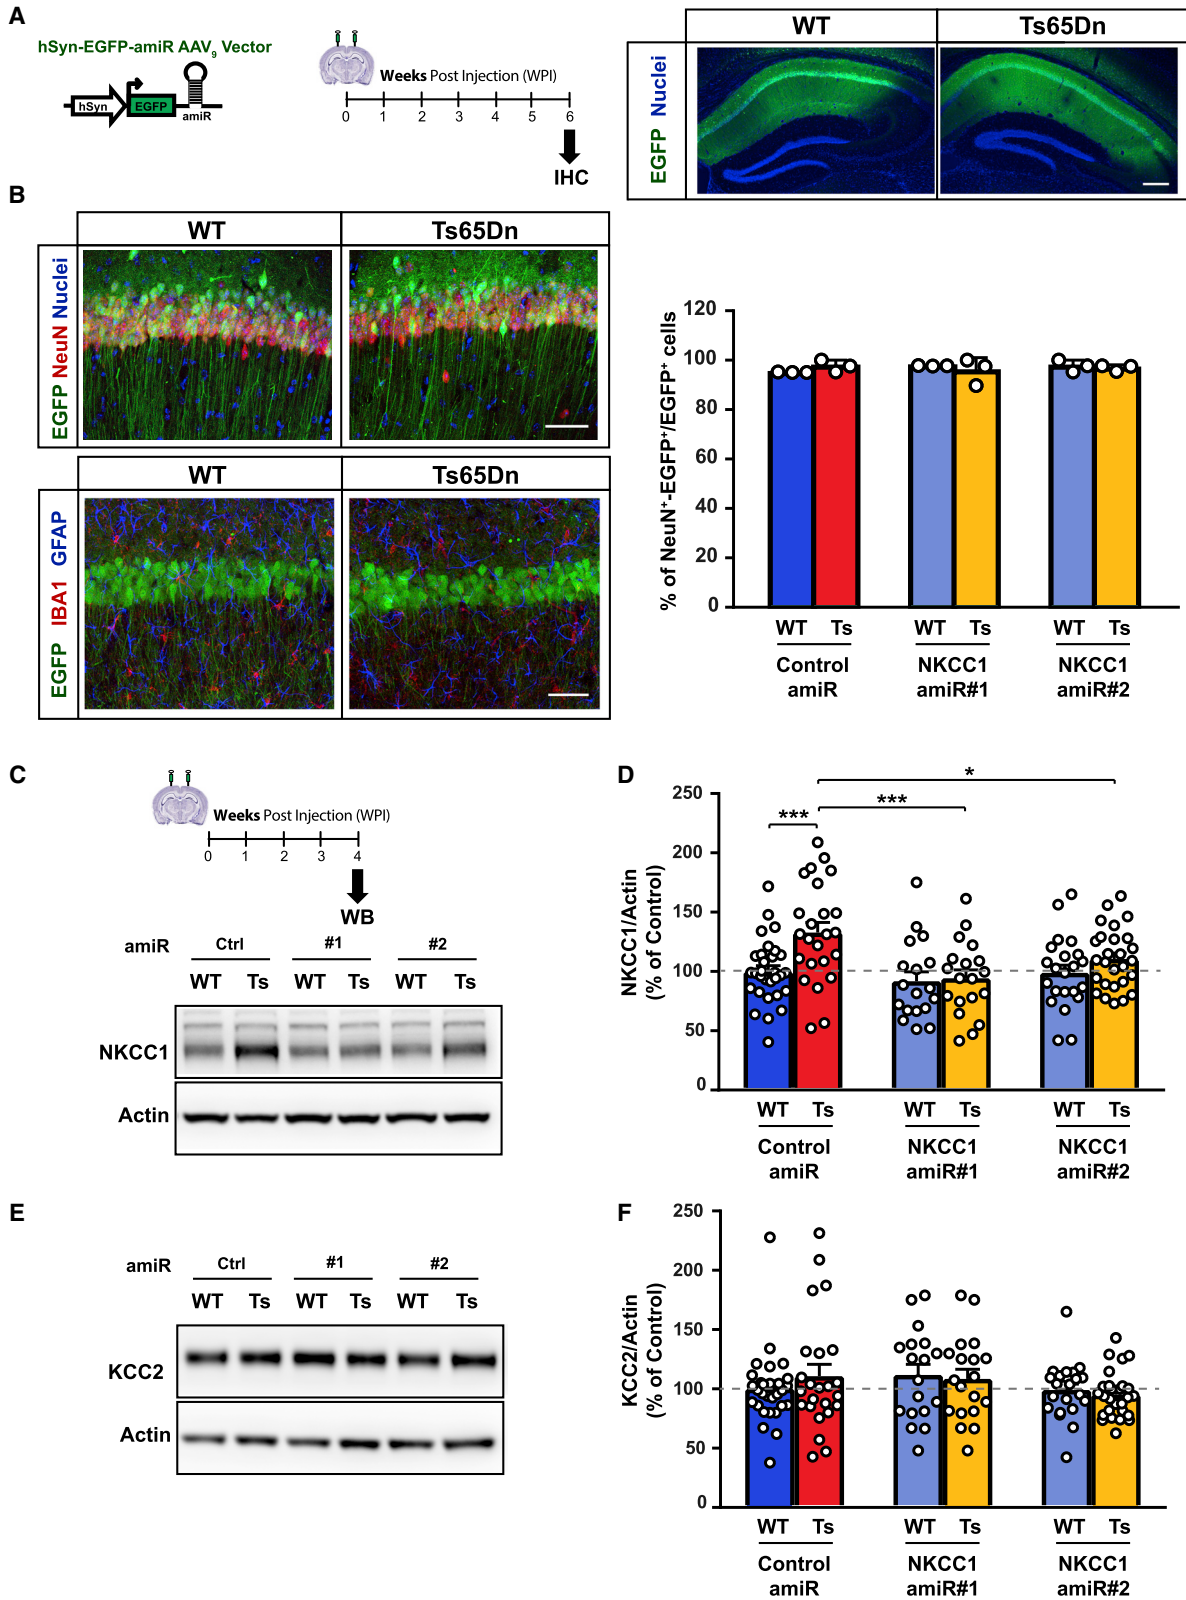 A
hSyn-EGFP-amiR AAV9 Vector
hSyn
EGFP
amiR
Weeks Post Injection (WPI)
0 1 2 3 4 5 6
IHC
WT Ts65Dn
EGFP Nuclei
B
WT Ts65Dn
EGFP NeuN Nuclei
WT Ts65Dn
EGFP IBA1 GFAP
% of NeuN+-EGFP+/EGFP+ cells
120
100
80
60
40
20
0
WT Ts WT Ts WT Ts
Control NKCC1 NKCC1
amiR amiR#1 amiR#2
C
Weeks Post Injection (WPI)
0 1 2 3 4
WB
amiR Ctrl #1 #2
WT Ts WT Ts WT Ts
NKCC1
Actin
D
NKCC1/Actin
(% of Control)
250
200
150
100
50
0
*
***
***
WT Ts WT Ts WT Ts
Control NKCC1 NKCC1
amiR amiR#1 amiR#2
E
amiR Ctrl #1 #2
WT Ts WT Ts WT Ts
KCC2
Actin
F
KCC2/Actin
(% of Control)
250
200
150
100
50
0
WT Ts WT Ts WT Ts
Control NKCC1 NKCC1
amiR amiR#1 amiR#2